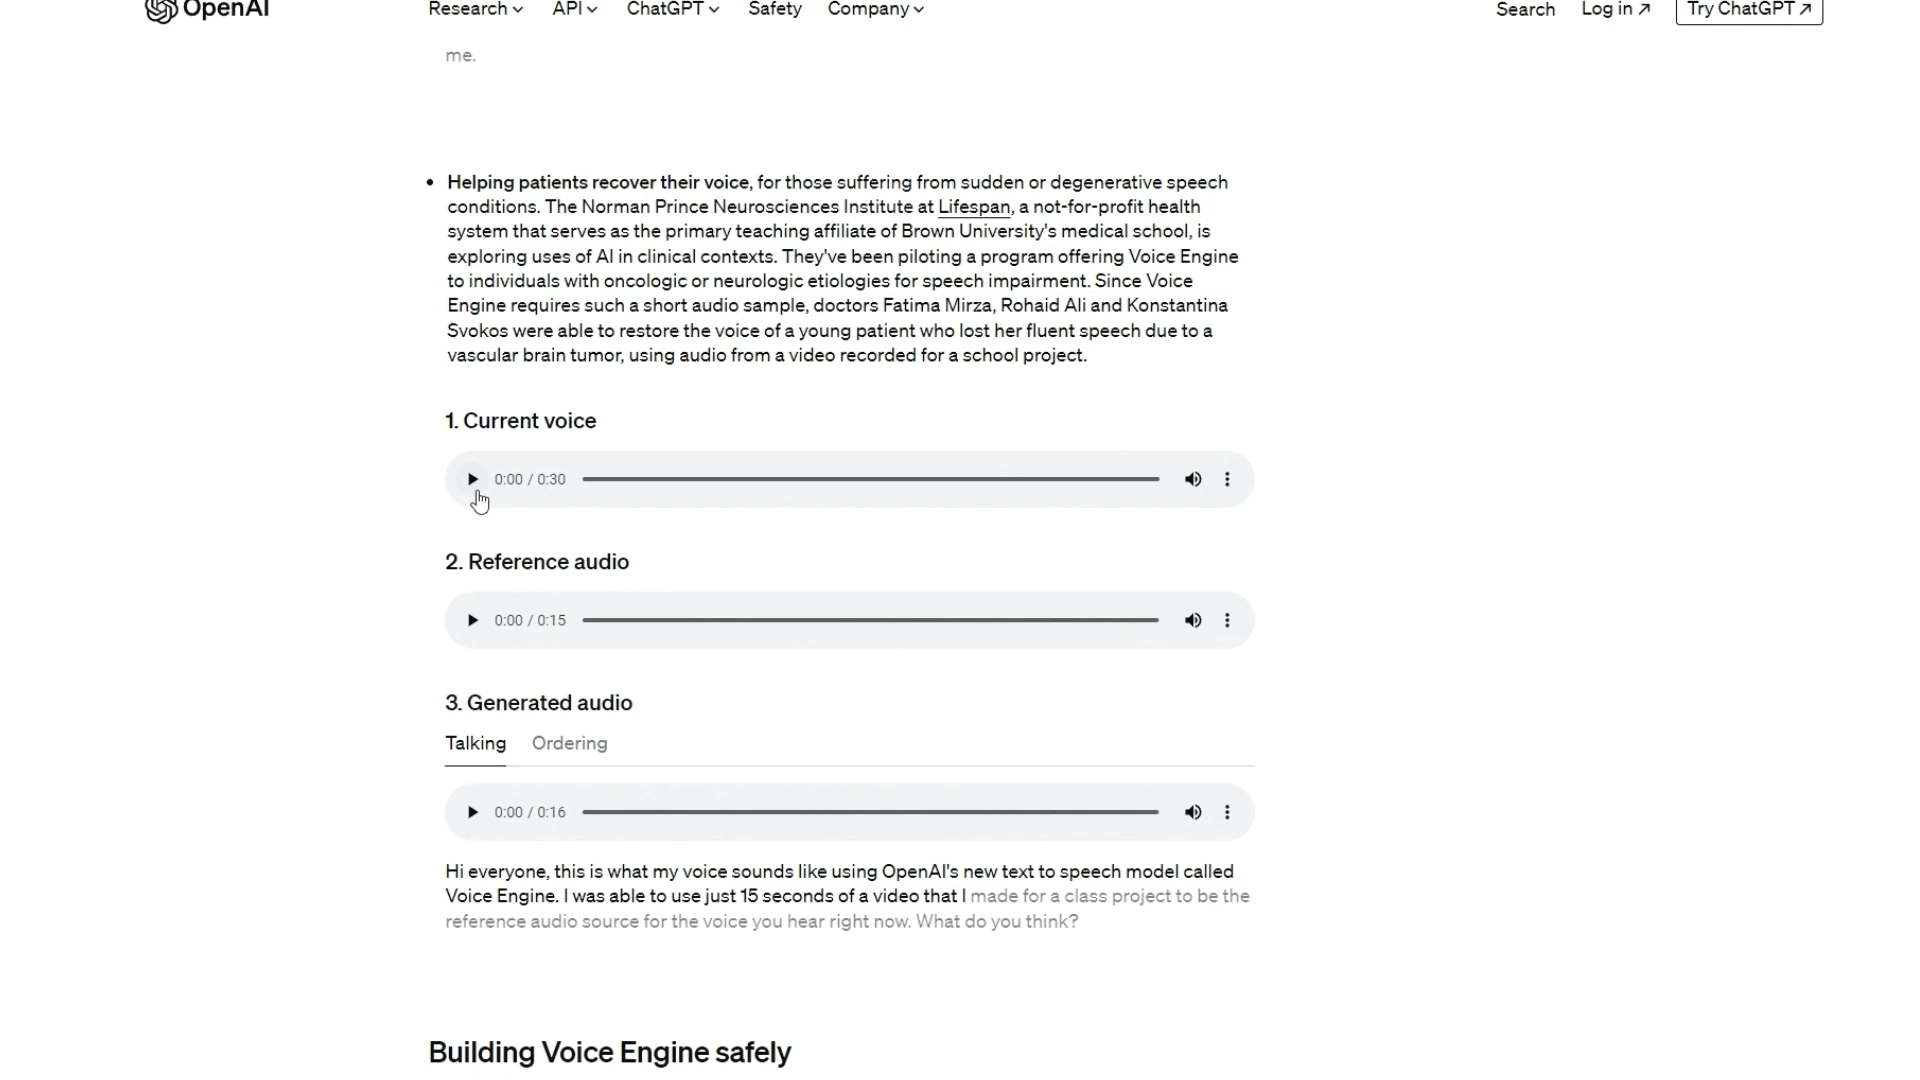 OpenAI
Research
API
ChatGPT
Safety
Company
Search
Log in ↗
Try ChatGPT ↗
me.
• Helping patients recover their voice, for those suffering from sudden or degenerative speech
conditions. The Norman Prince Neurosciences Institute at Lifespan, a not-for-profit health
system that serves as the primary teaching affiliate of Brown University's medical school, is
exploring uses of AI in clinical contexts. They've been piloting a program offering Voice Engine
to individuals with oncologic or neurologic etiologies for speech impairment. Since Voice
Engine requires such a short audio sample, doctors Fatima Mirza, Rohaid Ali and Konstantina
Svokos were able to restore the voice of a young patient who lost her fluent speech due to a
vascular brain tumor, using audio from a video recorded for a school project.
1. Current voice
0:00 / 0:30
2. Reference audio
0:00 / 0:15
3. Generated audio
Talking
Ordering
0:00 / 0:16
Hi everyone, this is what my voice sounds like using OpenAI's new text to speech model called
Voice Engine. I was able to use just 15 seconds of a video that I made for a class project to be the
reference audio source for the voice you hear right now. What do you think?
Building Voice Engine safely